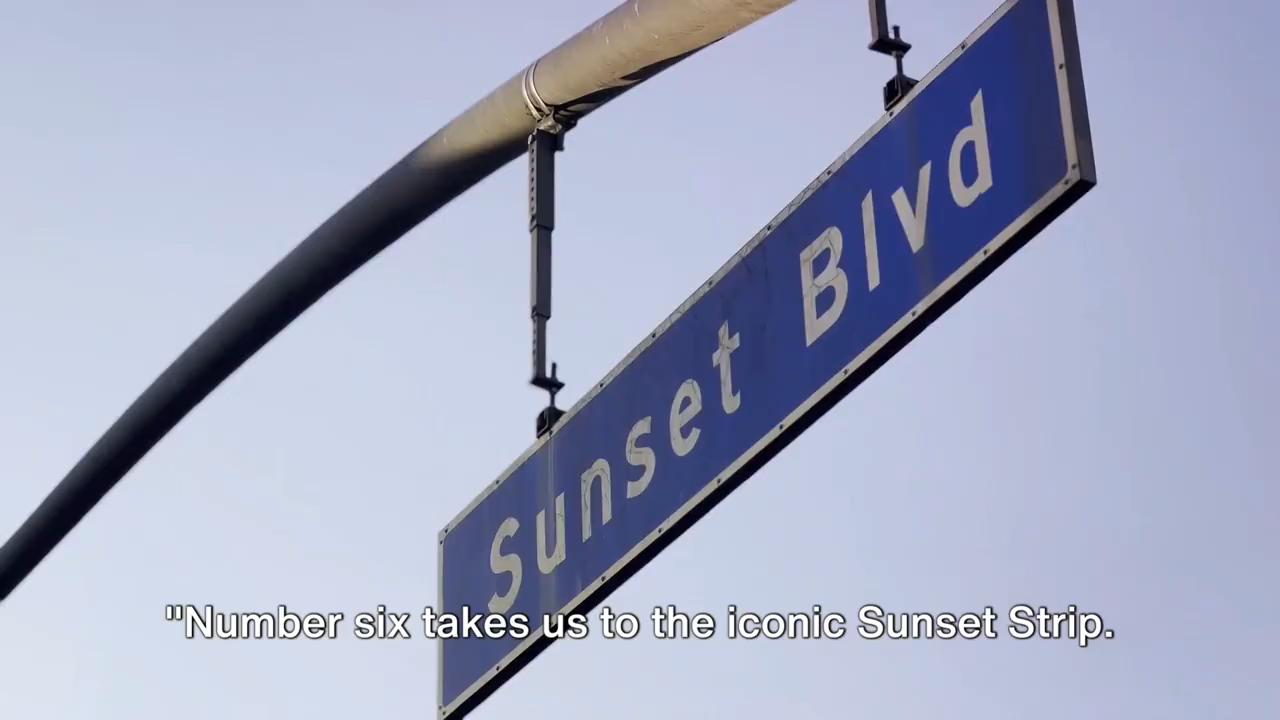 Sunset Blvd
"Number six takes us to the iconic Sunset Strip.